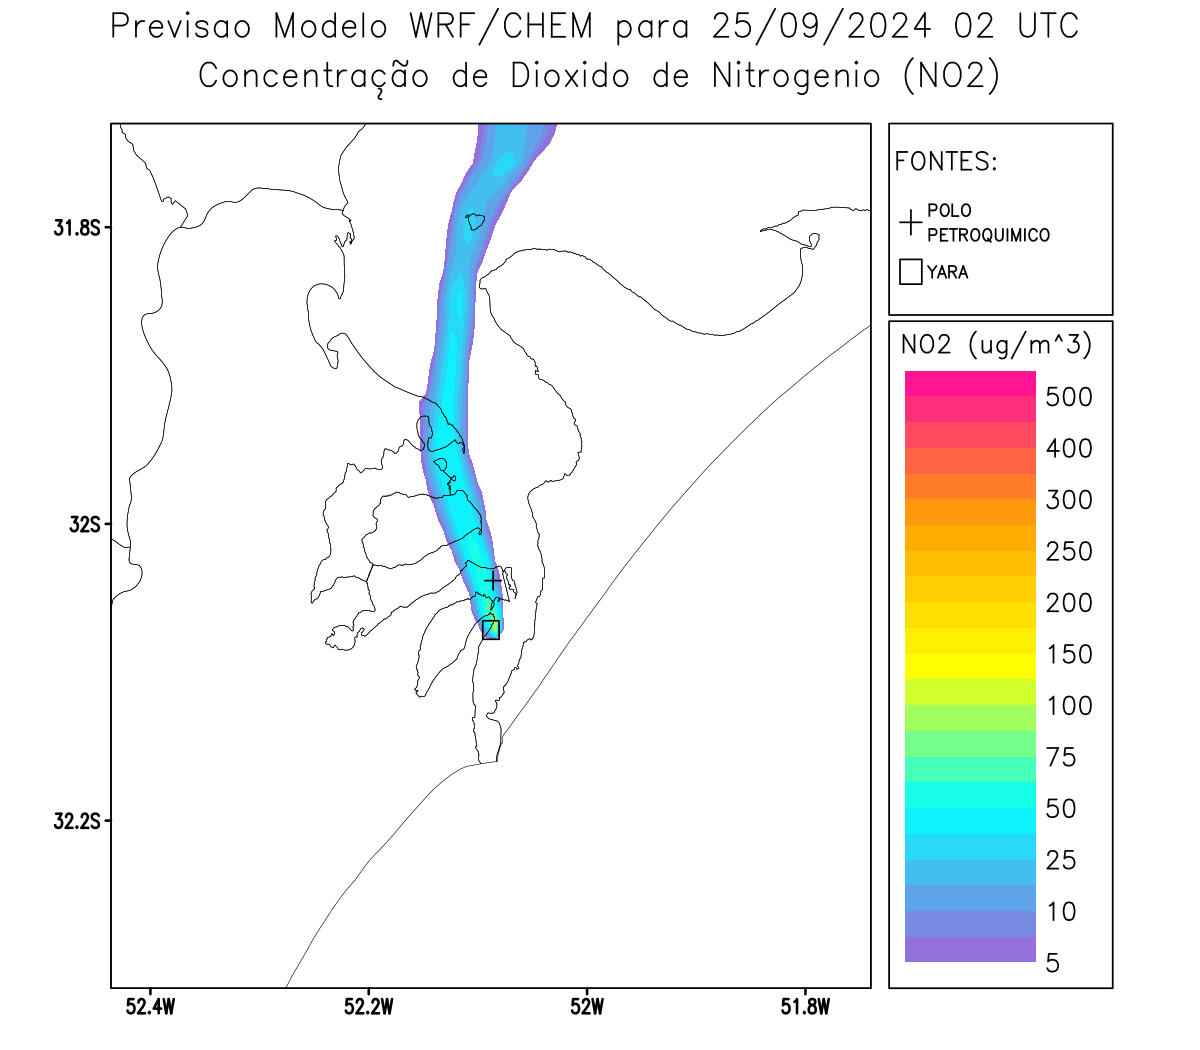 Previsao Modelo WRF/CHEM para 25/09/2024 02 UTC
Concentração de Dioxido de Nitrogenio (NO2)
FONTES:
POLO
PETROQUIMICO
YARA
NO2 (ug/m^3)
500
400
300
250
200
150
100
75
50
25
10
5
31.8S
32S
32.2S
52.4W
52.2W
52W
51.8W